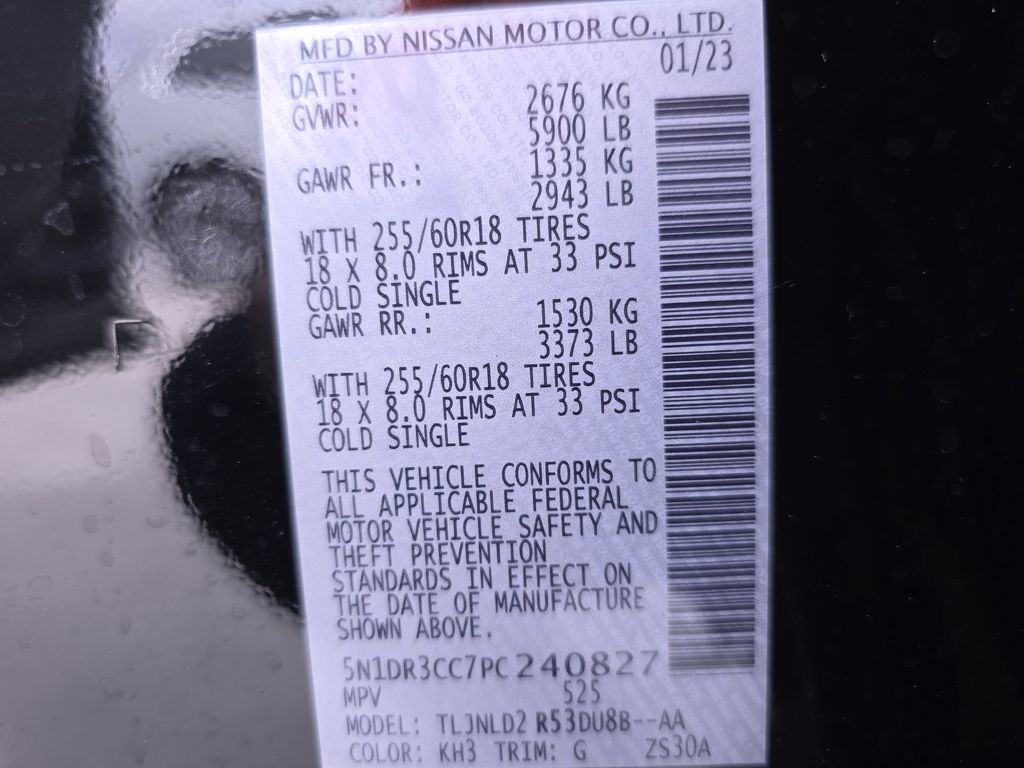 MFD BY NISSAN MOTOR CO., LTD.
DATE: 01/23
GVWR: 2676 KG
5900 LB
GAWR FR.: 1335 KG
2943 LB
WITH 255/60R18 TIRES
18 X 8.0 RIMS AT 33 PSI
COLD SINGLE
GAWR RR.: 1530 KG
3373 LB
WITH 255/60R18 TIRES
18 X 8.0 RIMS AT 33 PSI
COLD SINGLE
THIS VEHICLE CONFORMS TO
ALL APPLICABLE FEDERAL
MOTOR VEHICLE SAFETY AND
THEFT PREVENTION
STANDARDS IN EFFECT ON
THE DATE OF MANUFACTURE
SHOWN ABOVE.
5N1DR3CC7PC240827
MPV 525
MODEL: TLJNLD2 R53DU8B--AA
COLOR: KH3 TRIM: G ZS30A